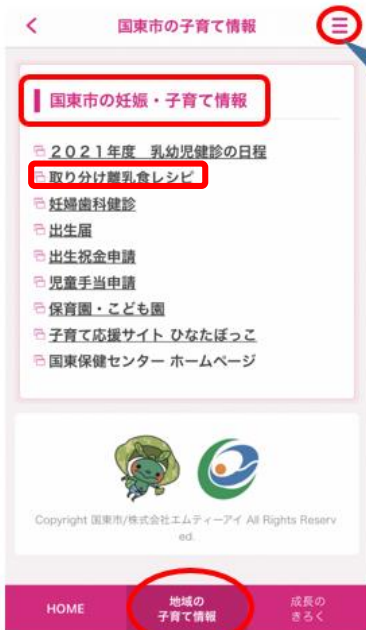 国東市の子育て情報
国東市の妊娠・子育て情報
２０２１年度　乳幼児健診の日程
取り分け離乳食レシピ
妊婦歯科健診
出生届
出生祝金申請
児童手当申請
保育園・こども園
子育て応援サイト ひなたぼっこ
国東保健センター ホームページ
Copyright 国東市/株式会社エムティーアイ All Rights Reserv
ed.
HOME
地域の
子育て情報
成長の
きろく